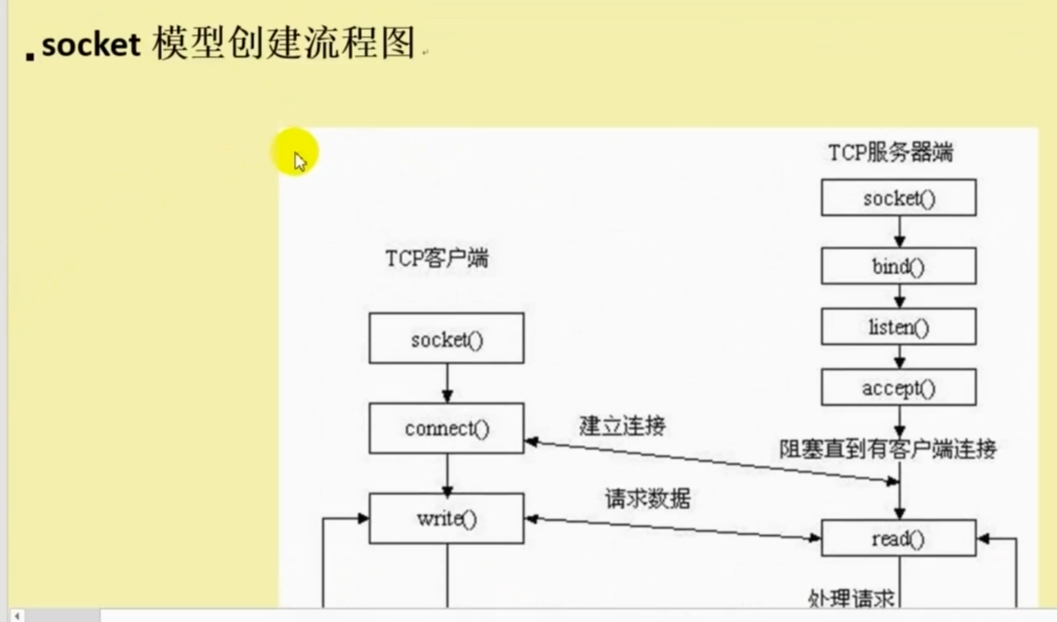 socket 模型创建流程图
TCP服务器端
socket()
bind()
TCP客户端
listen()
socket()
accept()
connect()
建立连接
阻塞直到有客户端连接
请求数据
write()
read()
处理请求